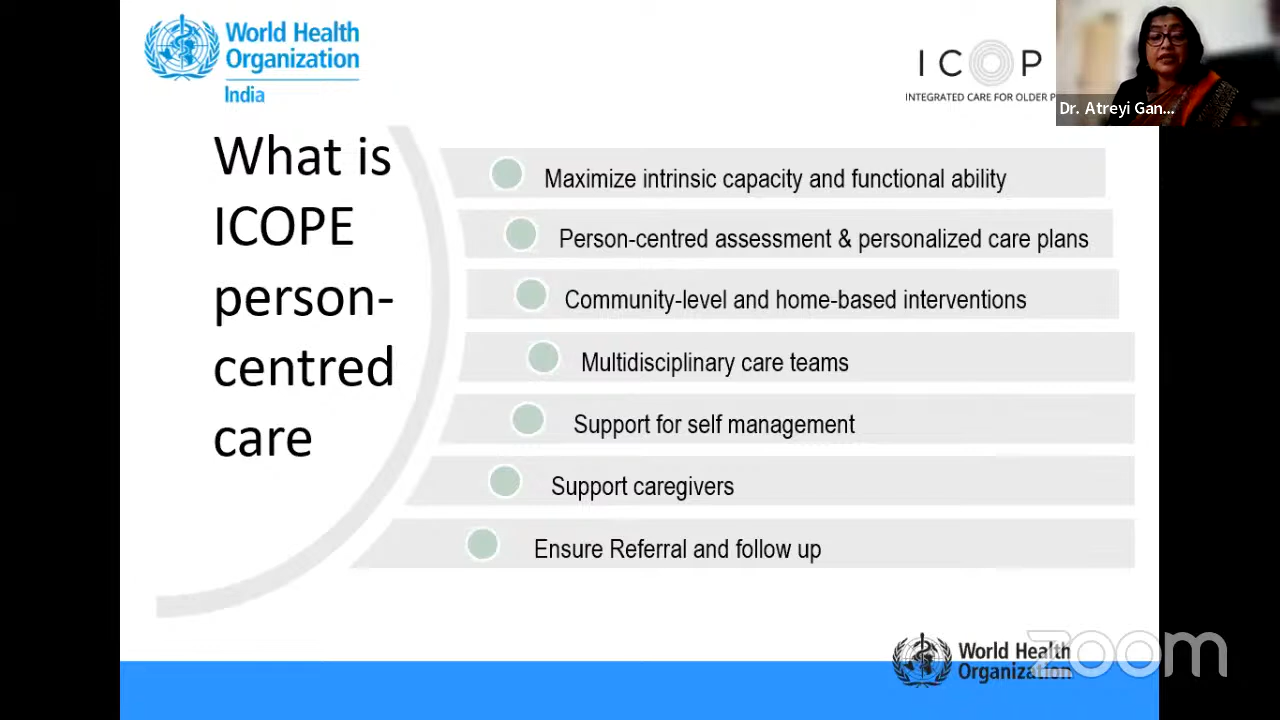 World Health
Organization
India
ICOP
INTEGRATED CARE FOR OLDER P
Dr. Atreyi Gan...
What is
ICOPE
person-
centred
care
Maximize intrinsic capacity and functional ability
Person-centred assessment & personalized care plans
Community-level and home-based interventions
Multidisciplinary care teams
Support for self management
Support caregivers
Ensure Referral and follow up
World Health
Organization
zoom